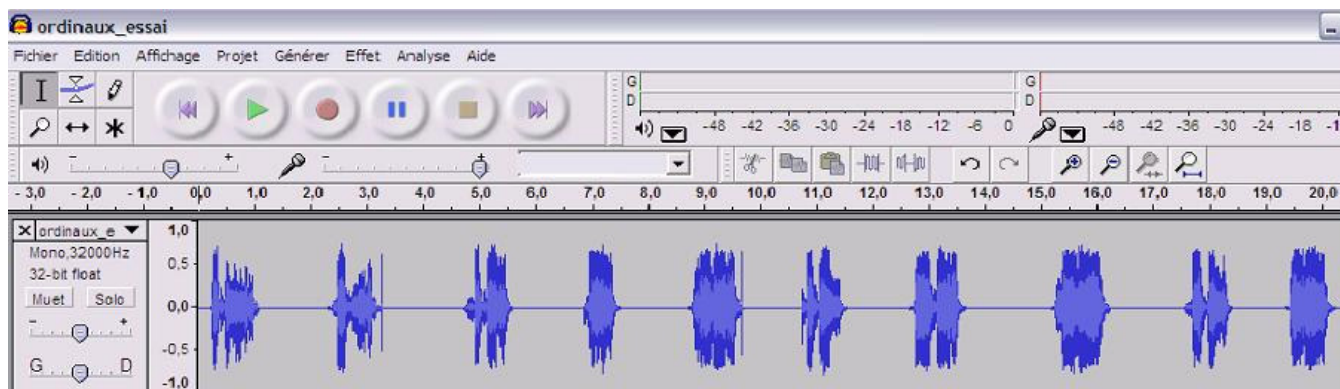 ordinaux_essai
Fichier Edition Affichage Projet Générer Effet Analyse Aide
G G
D D
-48 -42 -36 -30 -24 -18 -12 -6 0 -48 -42 -36 -30 -24 -18 -1
- + - +
- 3,0 - 2,0 - 1,0 0,0 1,0 2,0 3,0 4,0 5,0 6,0 7,0 8,0 9,0 10,0 11,0 12,0 13,0 14,0 15,0 16,0 17,0 18,0 19,0 20,0
ordinaux_e 1,0
Mono,32000Hz
32-bit float 0,5
Muet Solo 0,0
- +
-0,5
G D
-1,0